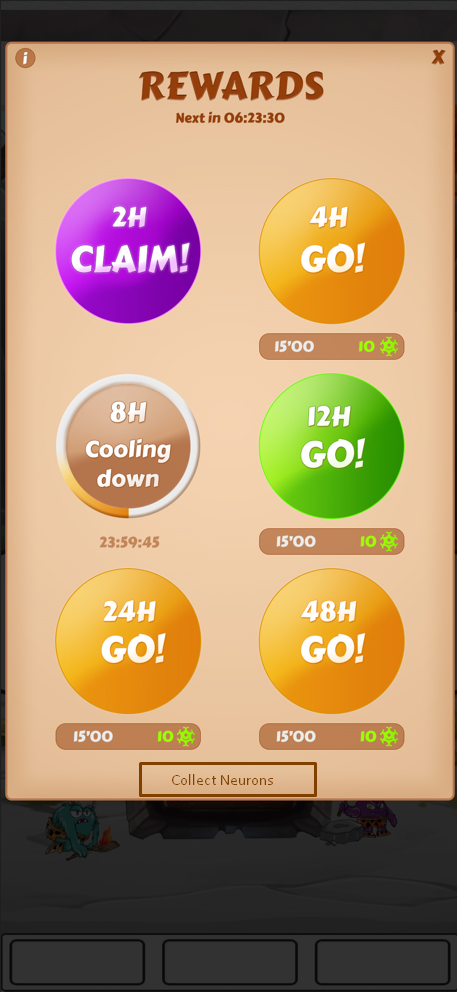 i
X
REWARDS
Next in 06:23:30
2H
CLAIM!
4H
GO!
15'00 10
8H
Cooling
down
23:59:45
12H
GO!
15'00 10
24H
GO!
15'00 10
48H
GO!
15'00 10
Collect Neurons